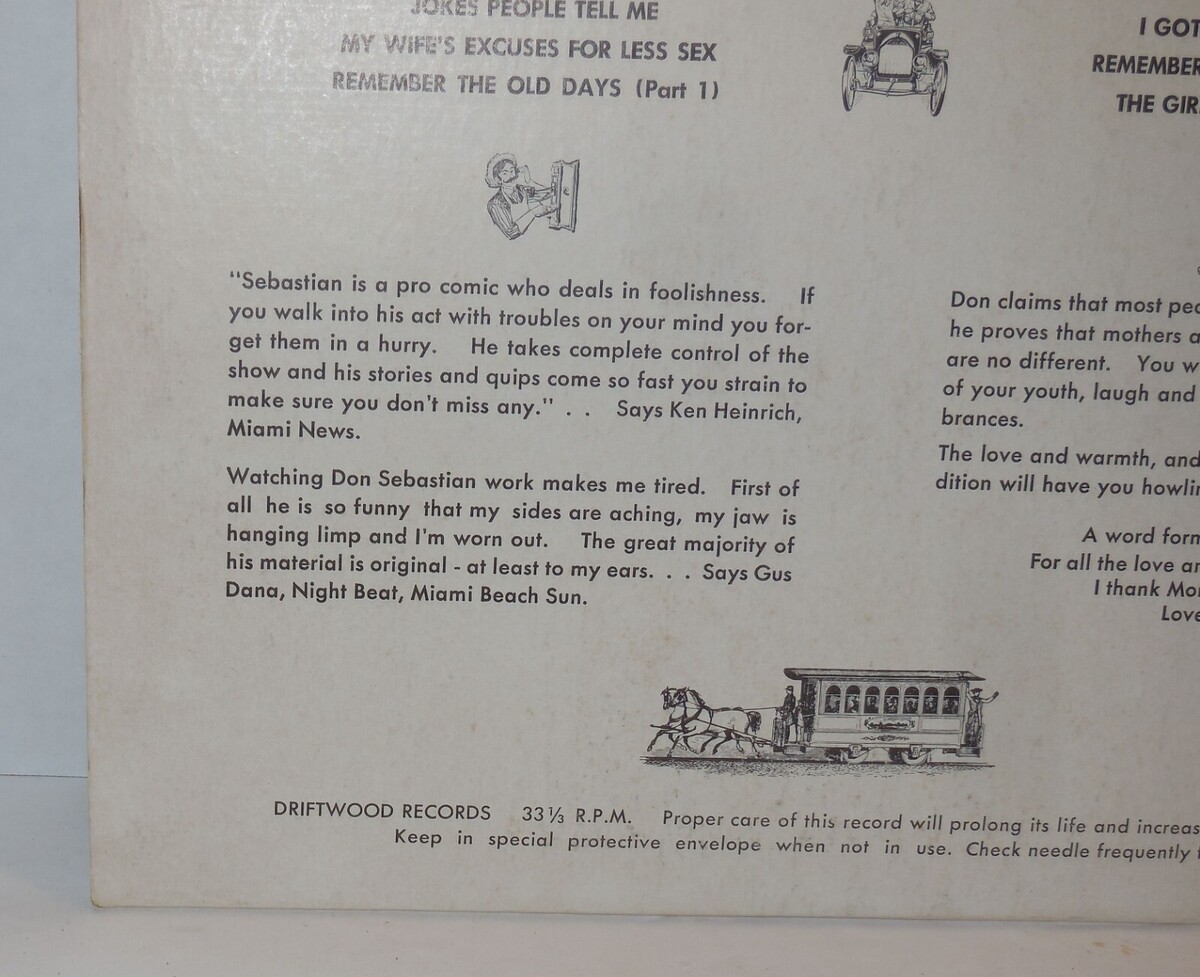 JOKES PEOPLE TELL ME
MY WIFE'S EXCUSES FOR LESS SEX
REMEMBER THE OLD DAYS (Part 1)
I GOT
REMEMBER
THE GIR
"Sebastian is a pro comic who deals in foolishness. If
you walk into his act with troubles on your mind you for-
get them in a hurry. He takes complete control of the
show and his stories and quips come so fast you strain to
make sure you don't miss any." . . Says Ken Heinrich,
Miami News.
Watching Don Sebastian work makes me tired. First of
all he is so funny that my sides are aching, my jaw is
hanging limp and I'm worn out. The great majority of
his material is original - at least to my ears. . . Says Gus
Dana, Night Beat, Miami Beach Sun.
Don claims that most peo
he proves that mothers a
are no different. You w
of your youth, laugh and
brances.
The love and warmth, and
dition will have you howlin
A word form
For all the love an
I thank Mo
Love
DRIFTWOOD RECORDS 33 1/3 R.P.M. Proper care of this record will prolong its life and increas
Keep in special protective envelope when not in use. Check needle frequently